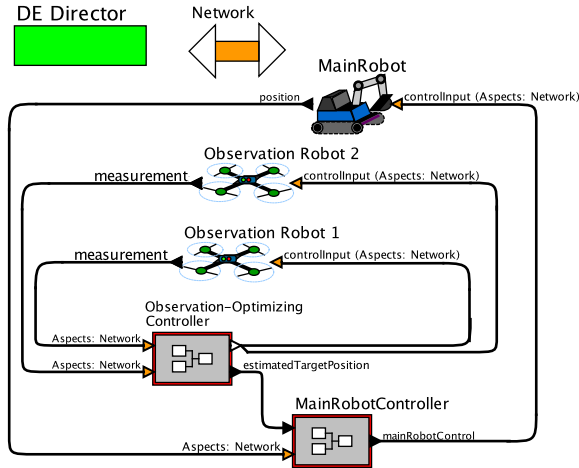 DE Director
Network
MainRobot
position
controlInput (Aspects: Network)
Observation Robot 2
measurement
controlInput (Aspects: Network)
Observation Robot 1
measurement
controlInput (Aspects: Network)
Observation-Optimizing
Controller
Aspects: Network
Aspects: Network
estimatedTargetPosition
MainRobotController
mainRobotControl
Aspects: Network